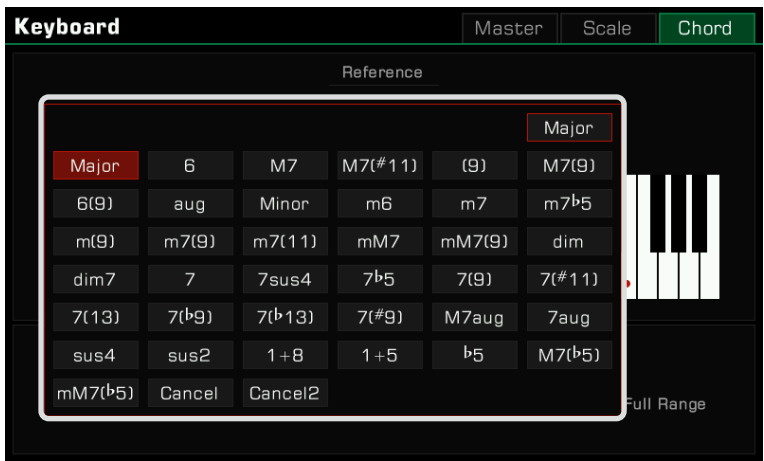 Keyboard Master Scale Chord
Reference
Major
Major 6 M7 M7(#11) (9) M7(9)
6(9) aug Minor m6 m7 m7♭5
m(9) m7(9) m7(11) mM7 mM7(9) dim
dim7 7 7sus4 7♭5 7(9) 7(#11)
7(13) 7(♭9) 7(♭13) 7(#9) M7aug 7aug
sus4 sus2 1+8 1+5 ♭5 M7(♭5)
mM7(♭5) Cancel Cancel2
Full Range